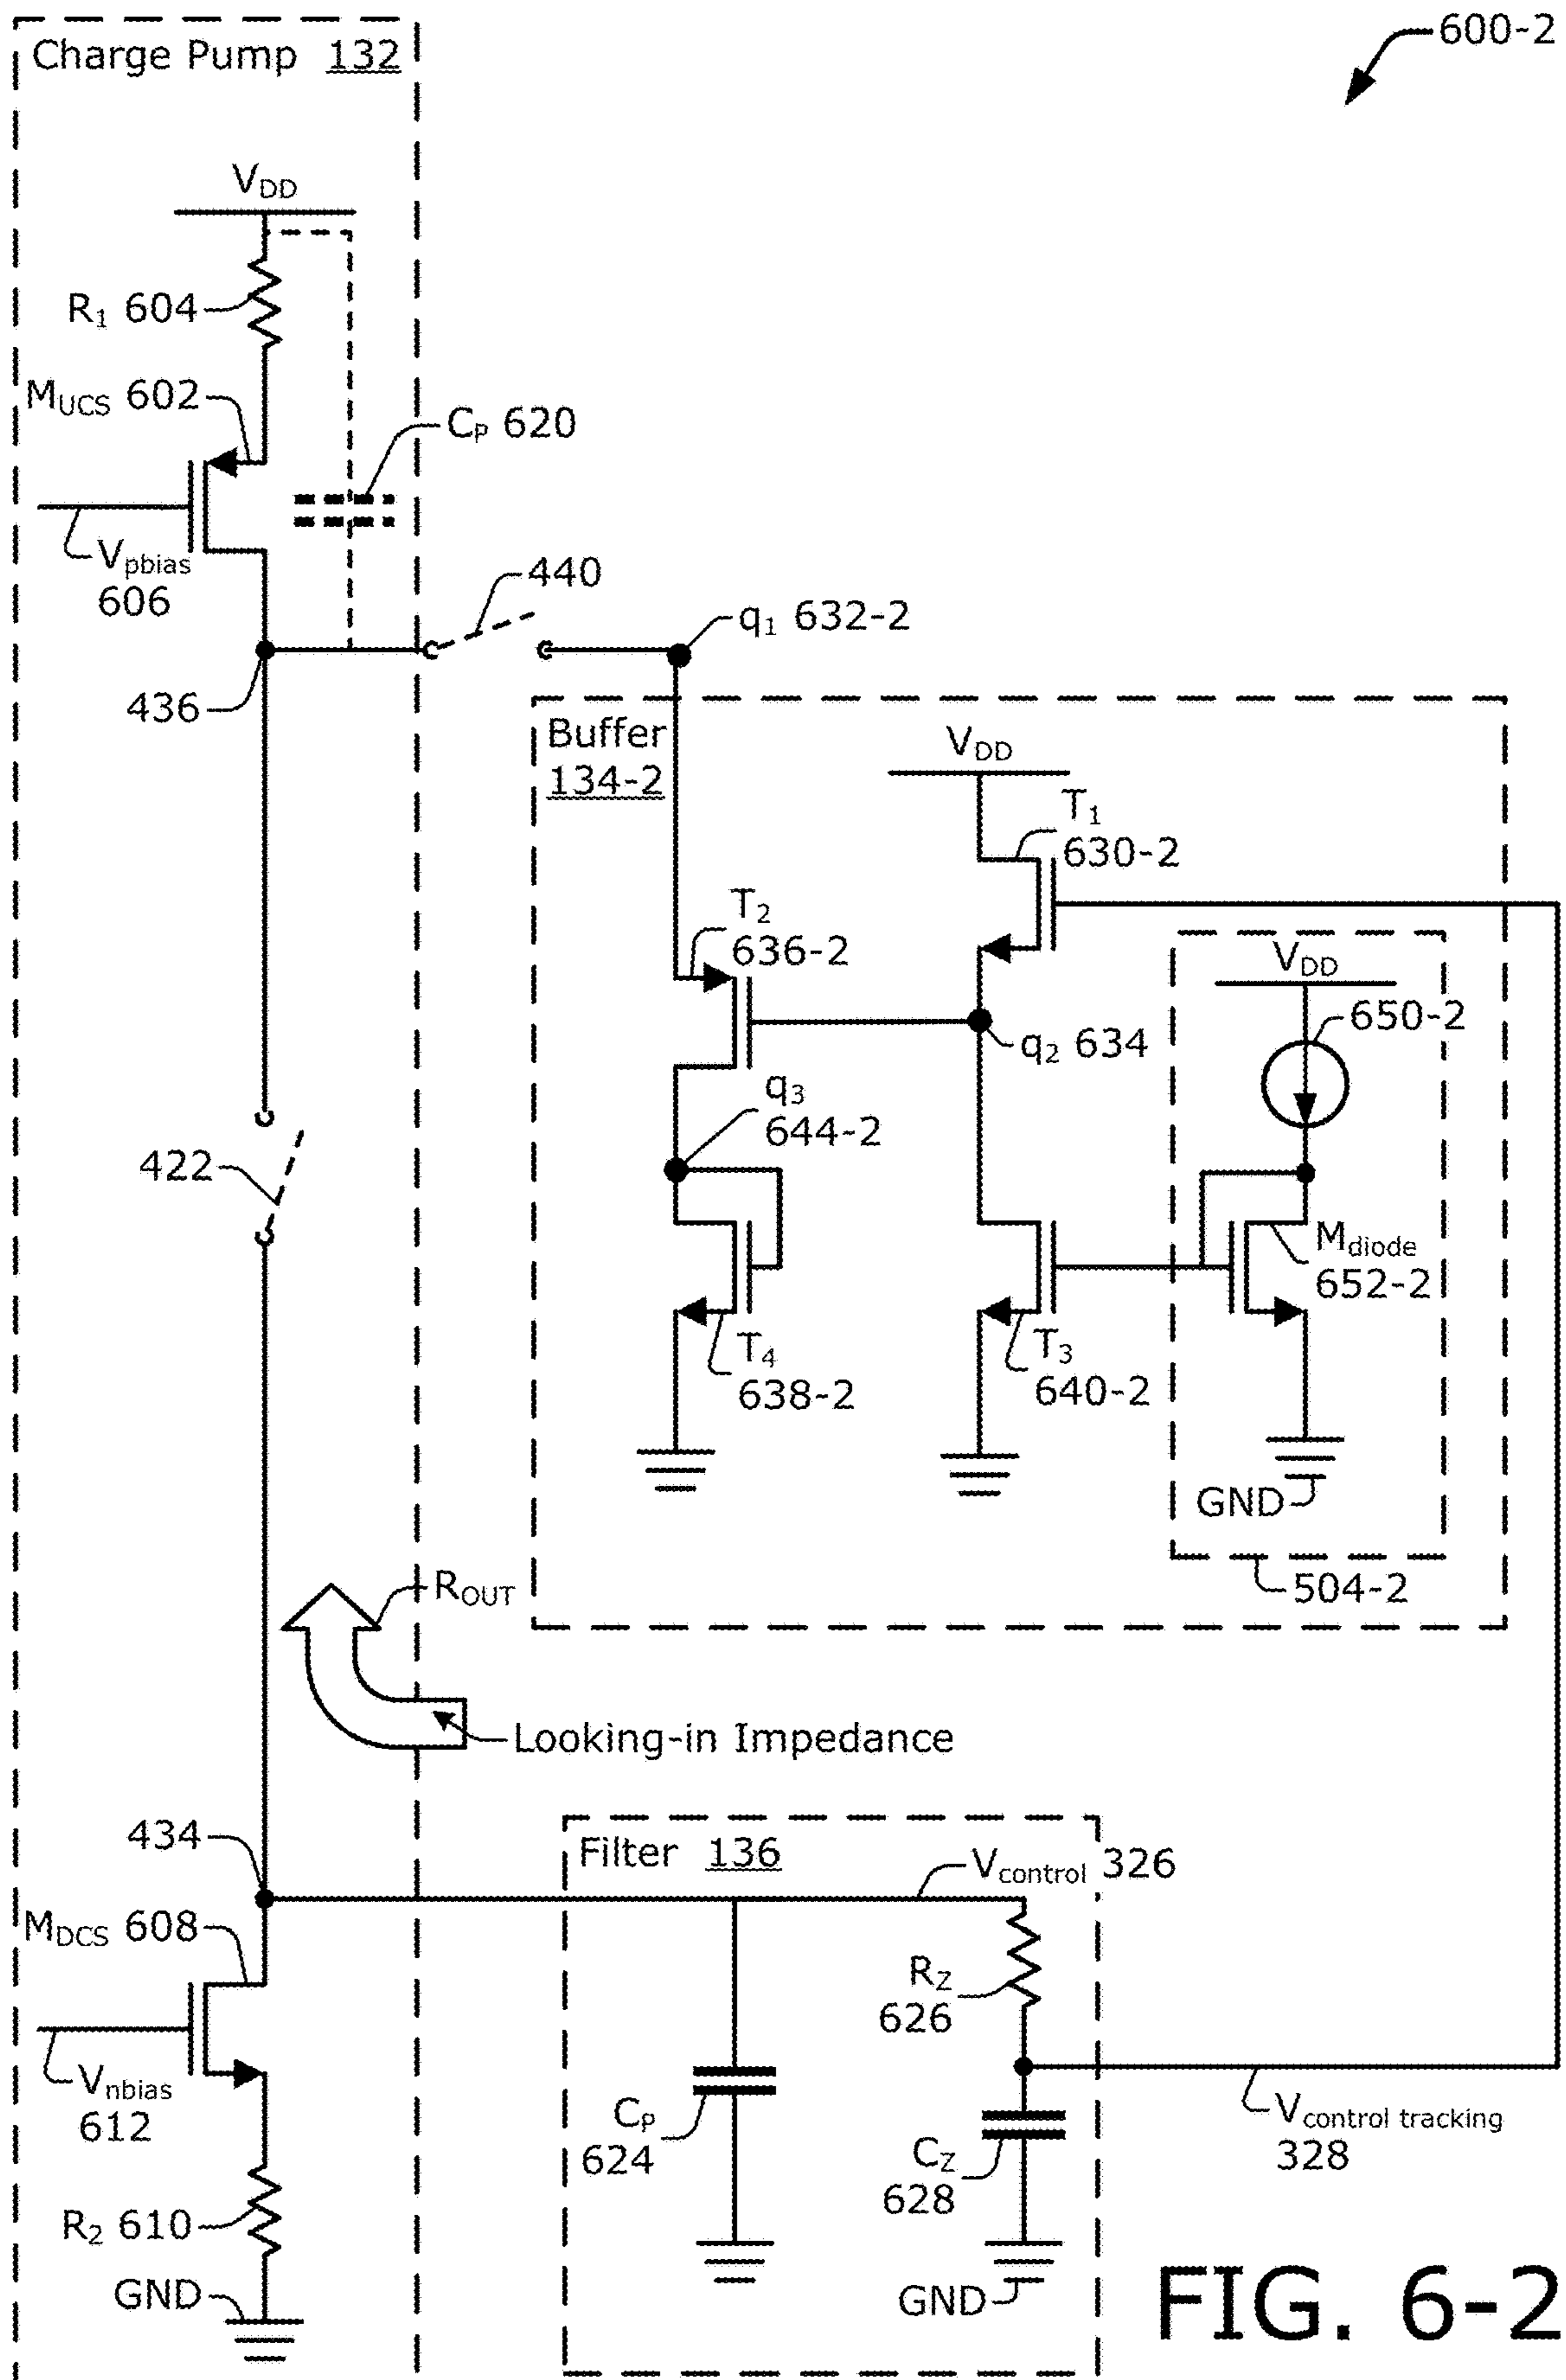 600-2
Charge Pump 132
VDD
R1 604
MUCS 602
CP 620
Vpbias
606
440
q1 632-2
436
Buffer
134-2
VDD
T1
630-2
T2
636-2
VDD
650-2
q2 634
q3
644-2
422
Mdiode
652-2
T4
638-2
T3
640-2
GND
504-2
ROUT
Looking-in Impedance
434
Filter 136
Vcontrol 326
MDCS 608
RZ
626
Vnbias
612
CP
624
CZ
628
Vcontrol tracking
328
R2 610
GND
GND
FIG. 6-2